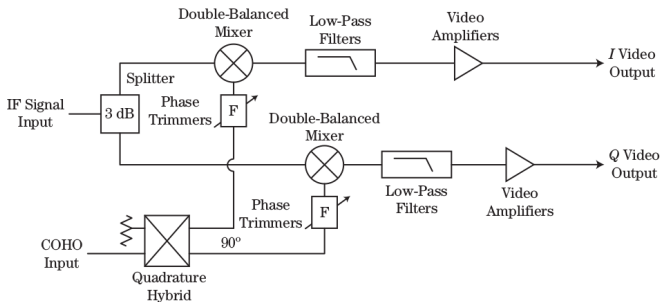 Double-Balanced
Mixer
Low-Pass
Filters
Video
Amplifiers
I Video
Output
Splitter
IF Signal
Input
3 dB
Phase
Trimmers
F
Double-Balanced
Mixer
Q Video
Output
Low-Pass
Filters
Video
Amplifiers
Phase
Trimmers
F
COHO
Input
90°
Quadrature
Hybrid